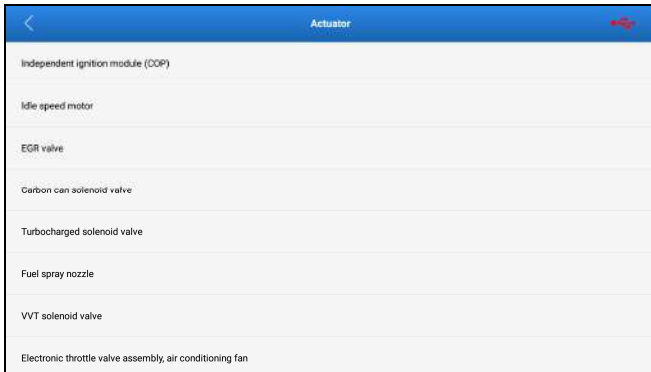 Actuator
Independent ignition module (COP)
Idle speed motor
EGR valve
Carbon can solenoid valve
Turbocharged solenoid valve
Fuel spray nozzle
VVT solenoid valve
Electronic throttle valve assembly, air conditioning fan